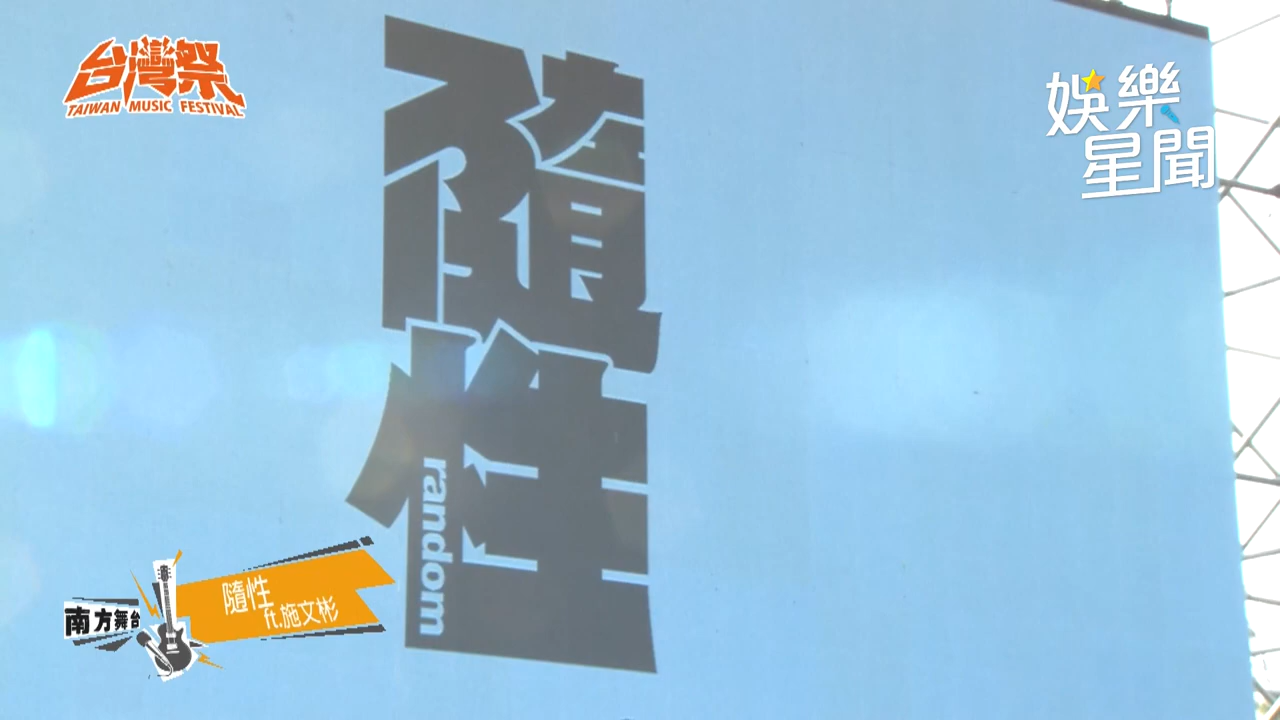 台灣祭
TAIWAN MUSIC FESTIVAL
娛樂
星聞
隨性
random
南方舞台
隨性
ft.施文彬